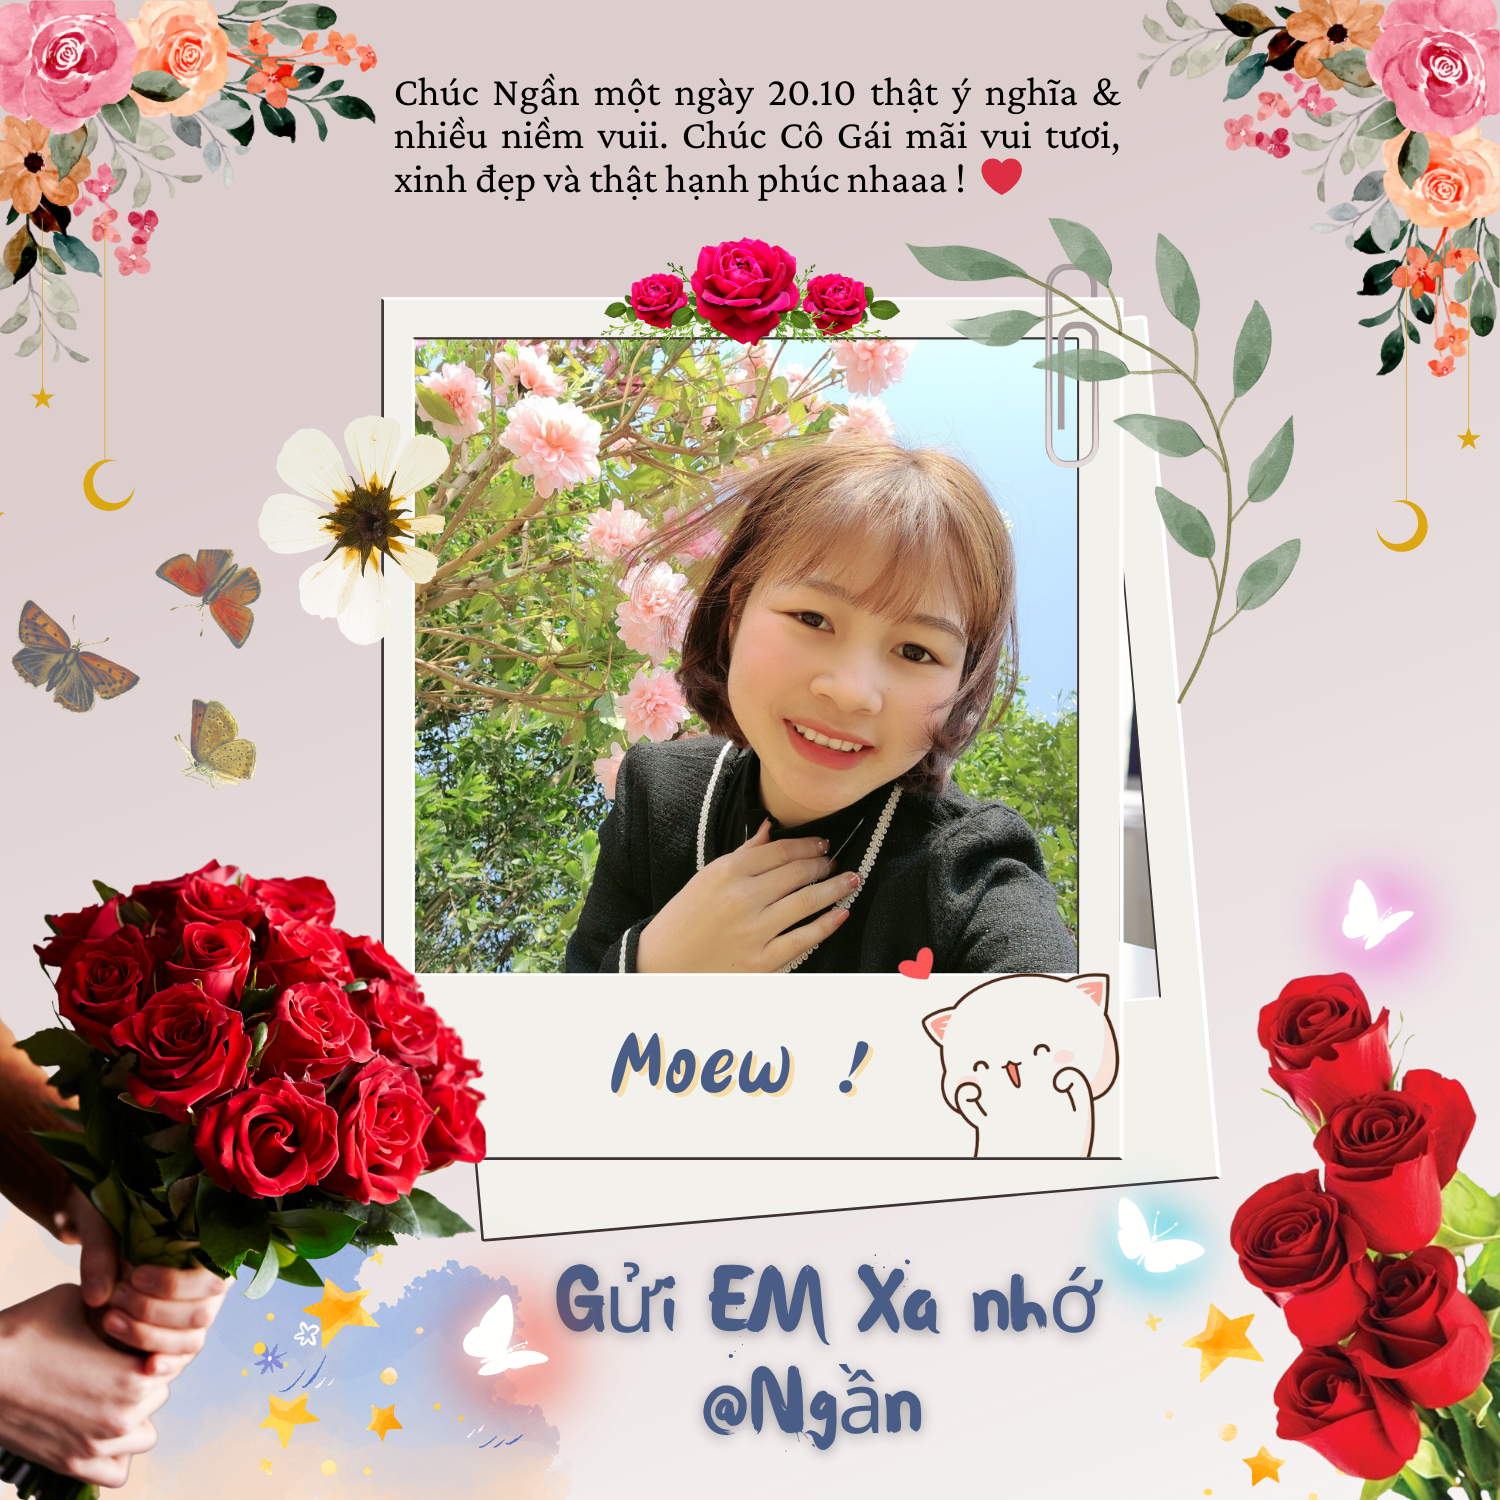 Chúc Ngần một ngày 20.10 thật ý nghĩa &
nhiều niềm vuii. Chúc Cô Gái mãi vui tươi,
xinh đẹp và thật hạnh phúc nhaaa ! ❤
Moew !
Gửi EM Xa nhớ
@Ngần